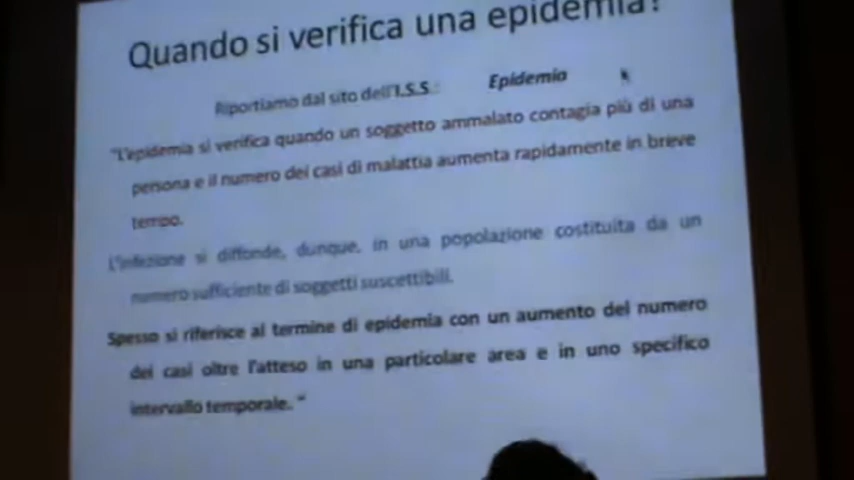 Quando si verifica una epidemia?
Riportiamo dal sito dell'I.S.S.: Epidemia
"L'epidemia si verifica quando un soggetto ammalato contagia più di una
persona e il numero dei casi di malattia aumenta rapidamente in breve
tempo.
L'infezione si diffonde, dunque, in una popolazione costituita da un
numero sufficiente di soggetti suscettibili.
Spesso si riferisce al termine di epidemia con un aumento del numero
dei casi oltre l'atteso in una particolare area e in uno specifico
intervallo temporale. "